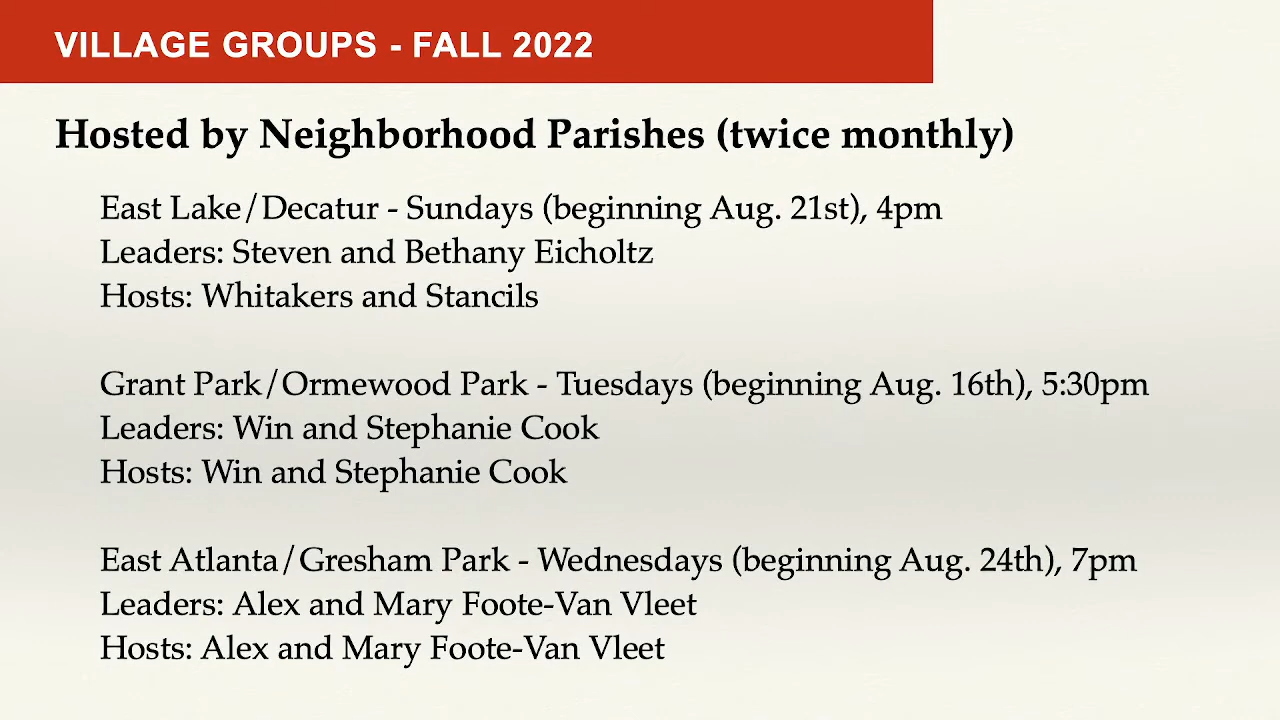 VILLAGE GROUPS - FALL 2022
Hosted by Neighborhood Parishes (twice monthly)
East Lake/Decatur - Sundays (beginning Aug. 21st), 4pm
Leaders: Steven and Bethany Eicholtz
Hosts: Whitakers and Stancils
Grant Park/Ormewood Park - Tuesdays (beginning Aug. 16th), 5:30pm
Leaders: Win and Stephanie Cook
Hosts: Win and Stephanie Cook
East Atlanta/Gresham Park - Wednesdays (beginning Aug. 24th), 7pm
Leaders: Alex and Mary Foote-Van Vleet
Hosts: Alex and Mary Foote-Van Vleet